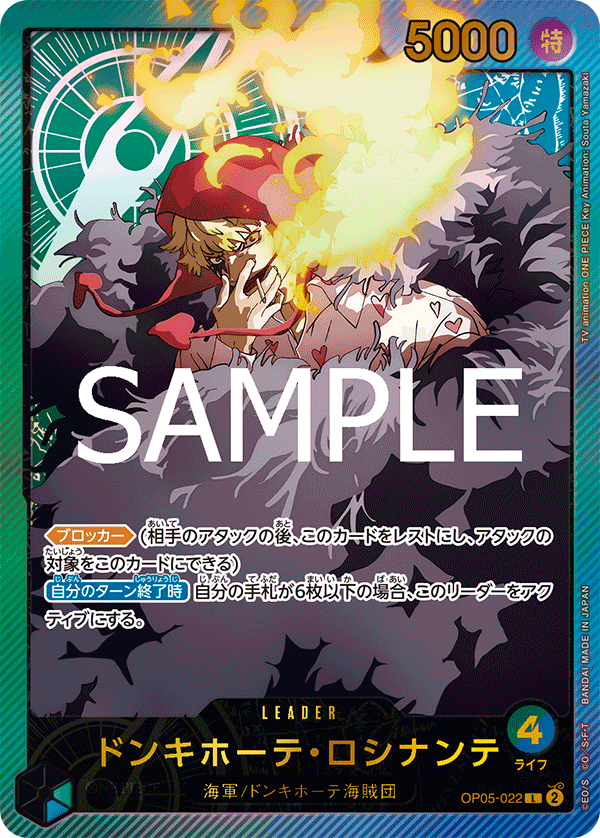 5000 特
TV animation ONE PIECE Key Animation: Souta Yamazaki
SAMPLE
ブロッカー (相手のアタックの後、このカードをレストにし、アタックの
対象をこのカードにできる)
自分のターン終了時 自分の手札が6枚以下の場合、このリーダーをアク
ティブにする。
LEADER
ドンキホーテ・ロシナンテ
4
ライフ
海軍/ドンキホーテ海賊団
OP05-022 L 2
©E.O/S. ©O./S·F·T BANDAI MADE IN JAPAN